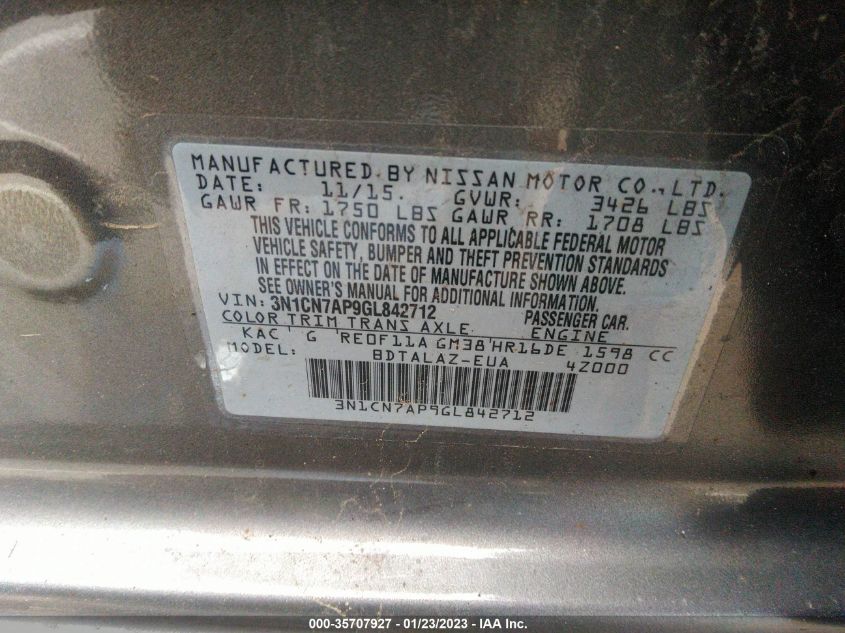 MANUFACTURED BY NISSAN MOTOR CO., LTD.
DATE: 11/15. GVWR: 3426 LBS
GAWR FR: 1750 LBS GAWR RR: 1708 LBS
THIS VEHICLE CONFORMS TO ALL APPLICABLE FEDERAL MOTOR
VEHICLE SAFETY, BUMPER AND THEFT PREVENTION STANDARDS
IN EFFECT ON THE DATE OF MANUFACTURE SHOWN ABOVE.
SEE OWNER'S MANUAL FOR ADDITIONAL INFORMATION.
VIN: 3N1CN7AP9GL842712 PASSENGER CAR.
COLOR TRIM TRANS AXLE ENGINE
KAC ' G 'RE0F11A GM38'HR16DE 1598 CC
MODEL: BDTALAZ-EUA 4Z000
3N1CN7AP9GL842712
000-35707927 - 01/23/2023 - IAA Inc.